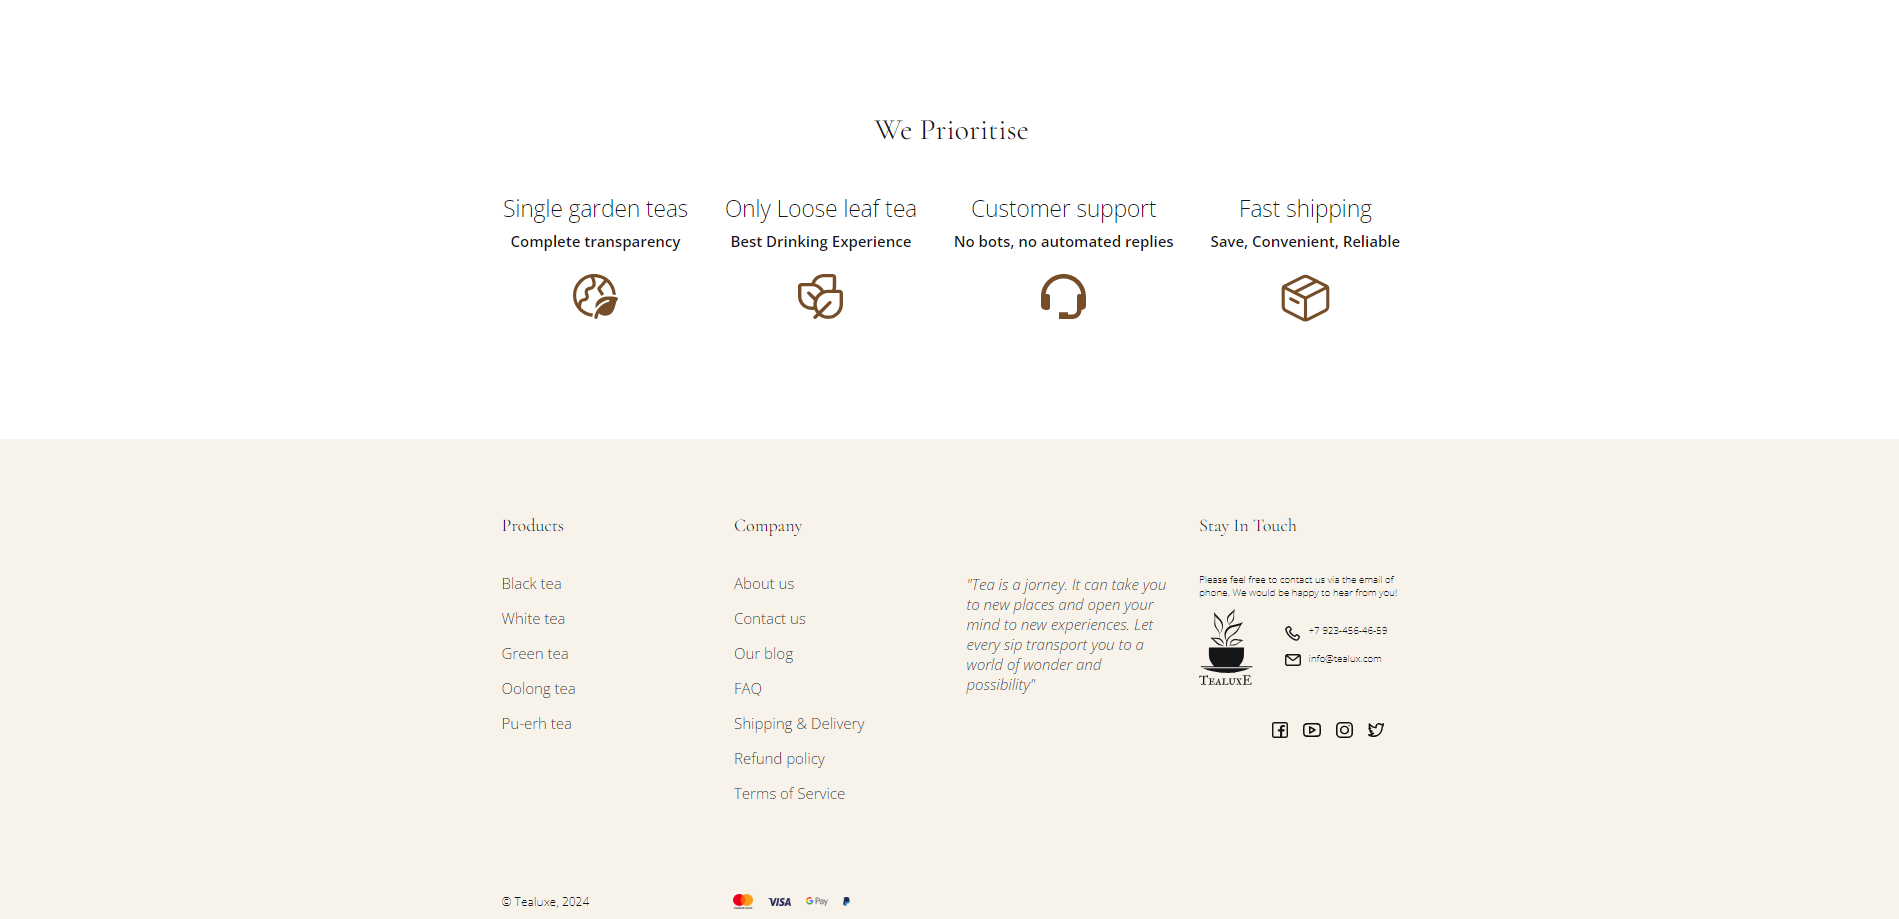 We Prioritise
Single garden teas
Complete transparency
Only Loose leaf tea
Best Drinking Experience
Customer support
No bots, no automated replies
Fast shipping
Save, Convenient, Reliable
Products
Black tea
White tea
Green tea
Oolong tea
Pu-erh tea
Company
About us
Contact us
Our blog
FAQ
Shipping & Delivery
Refund policy
Terms of Service
"Tea is a jorney. It can take you
to new places and open your
mind to new experiences. Let
every sip transport you to a
world of wonder and
possibility"
Stay In Touch
Please feel free to contact us via the email of
phone. We would be happy to hear from you!
TEALUXE
+7 923-456-46-59
info@tealux.com
© Tealuxe, 2024
VISA
G Pay